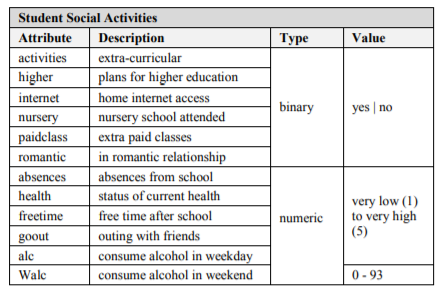 Student Social Activities
Attribute Description Type Value
activities extra-curricular
higher plans for higher education
internet home internet access
nursery nursery school attended
paidclass extra paid classes
romantic in romantic relationship
binary yes | no
absences absences from school
health status of current health
freetime free time after school
goout outing with friends
alc consume alcohol in weekday
Walc consume alcohol in weekend
numeric
very low (1)
to very high
(5)
0 - 93